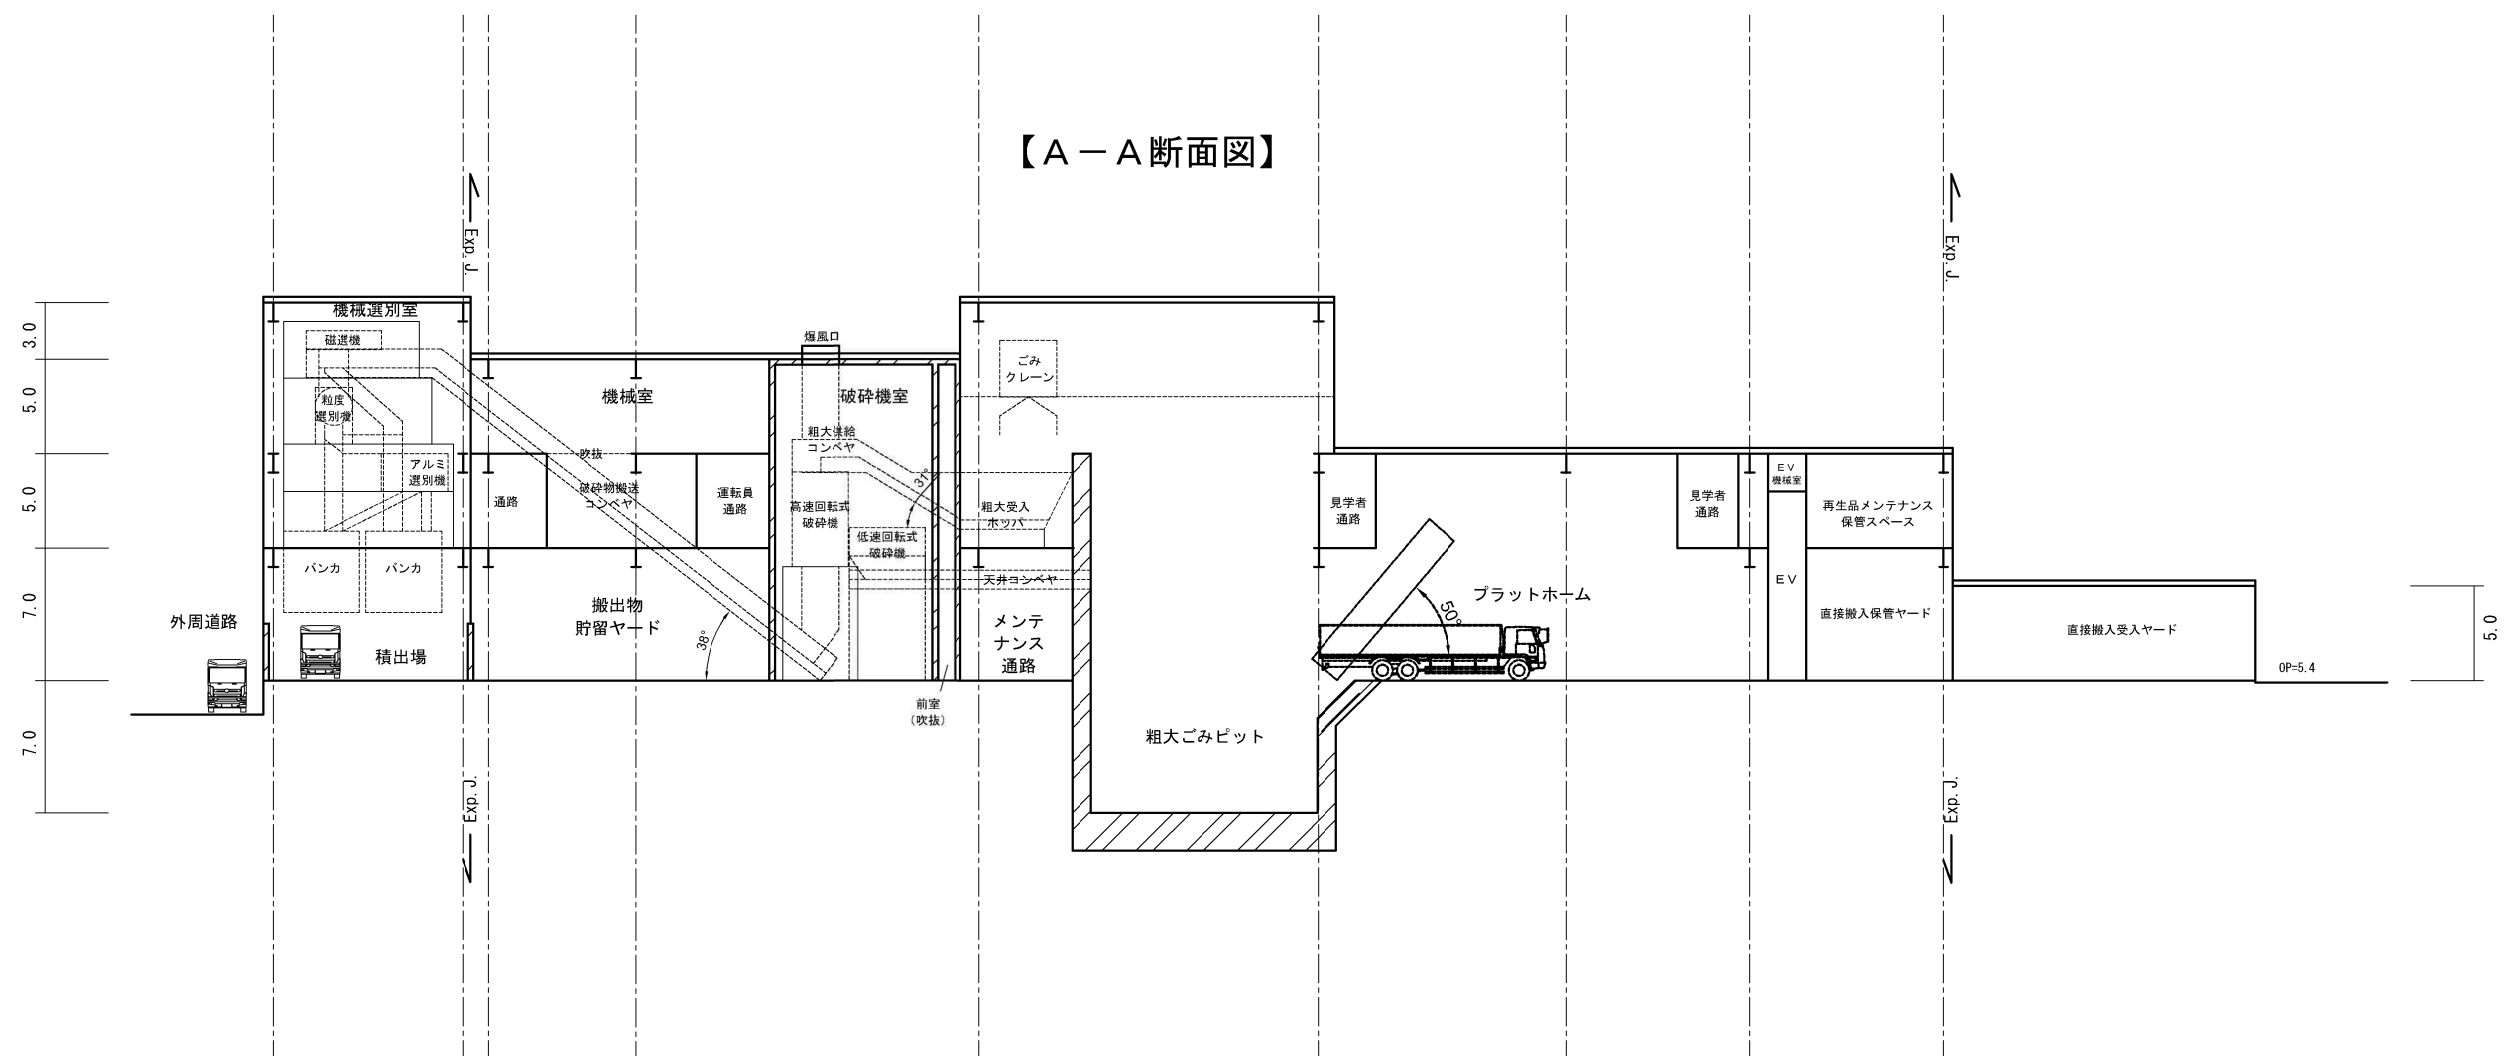 【A－A断面図】
Exp. J.
Exp. J.
3.0
5.0
5.0
7.0
7.0
機械選別室
磁選機
粒度
選別機
アルミ
選別機
バンカ
バンカ
外周道路
積出場
機械室
吹抜
通路
破砕物搬送
コンベヤ
運転員
通路
搬出物
貯留ヤード
38°
爆風口
破砕機室
粗大供給
コンベヤ
31°
高速回転式
破砕機
低速回転式
破砕機
前室
(吹抜)
ごみ
クレーン
粗大受入
ホッパ
天井コンベヤ
メンテ
ナンス
通路
粗大ごみピット
見学者
通路
50°
プラットホーム
見学者
通路
EV
機械室
EV
再生品メンテナンス
保管スペース
直接搬入保管ヤード
直接搬入受入ヤード
OP=5.4
5.0
Exp. J.
Exp. J.